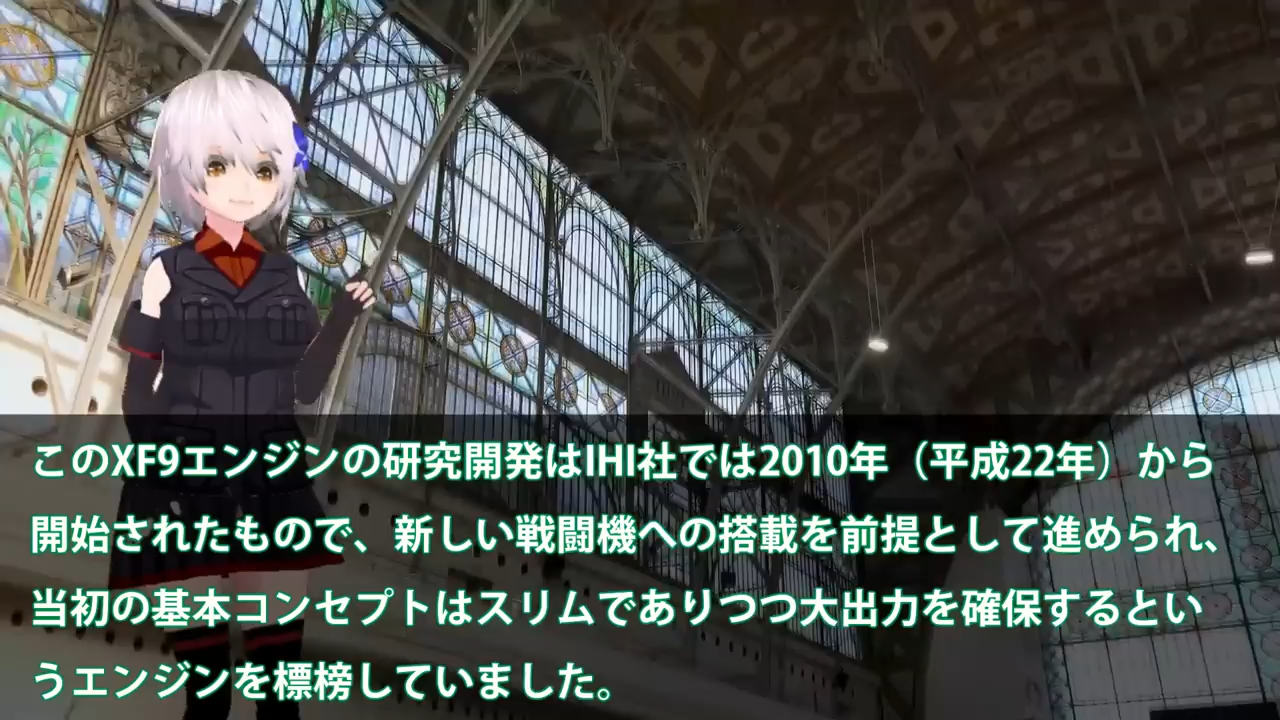 このXF9エンジンの研究開発はIHI社では2010年（平成22年）から
開始されたもので、新しい戦闘機への搭載を前提として進められ、
当初の基本コンセプトはスリムでありつつ大出力を確保するとい
うエンジンを標榜していました。